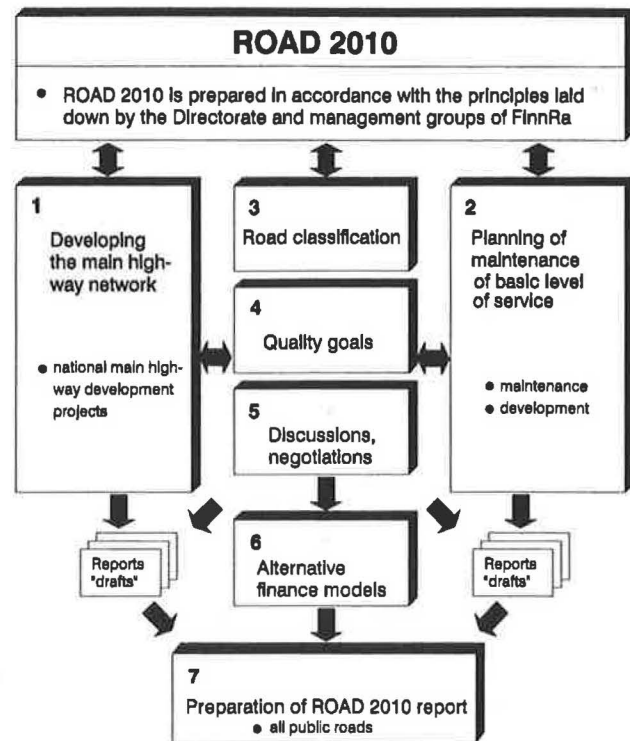 ROAD 2010
● ROAD 2010 is prepared in accordance with the principles laid
down by the Directorate and management groups of FinnRa
1
Developing
the main high-
way network
● national main high-
way development
projects
3
Road classification
4
Quality goals
5
Discussions,
negotiations
2
Planning of
maintenance
of basic level
of service
● maintenance
● development
Reports
"drafts"
6
Alternative
finance models
Reports
"drafts"
7
Preparation of ROAD 2010 report
● all public roads